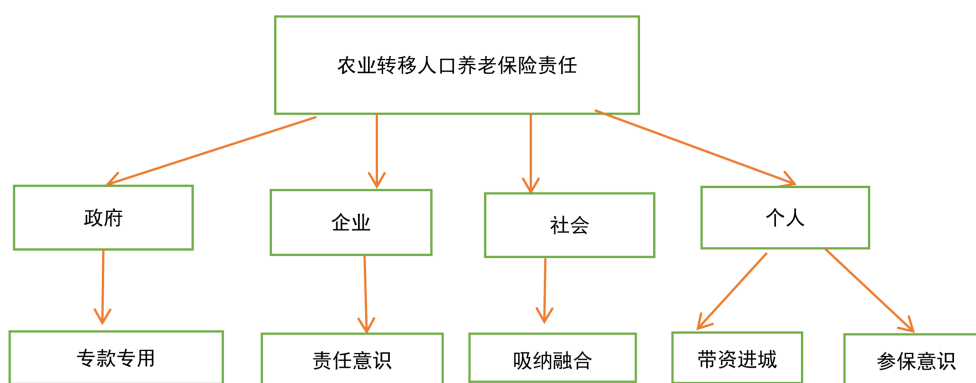 农业转移人口养老保险责任
政府
企业
社会
个人
专款专用
责任意识
吸纳融合
带资进城
参保意识